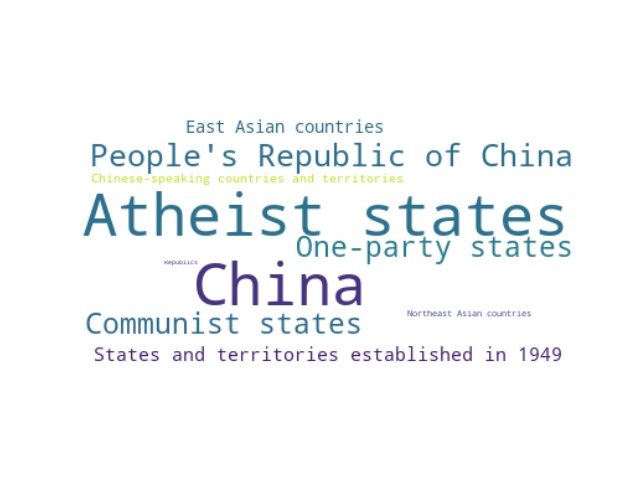 East Asian countries
People's Republic of China
Chinese-speaking countries and territories
Atheist states
One-party states
Republics
China
Northeast Asian countries
Communist states
States and territories established in 1949